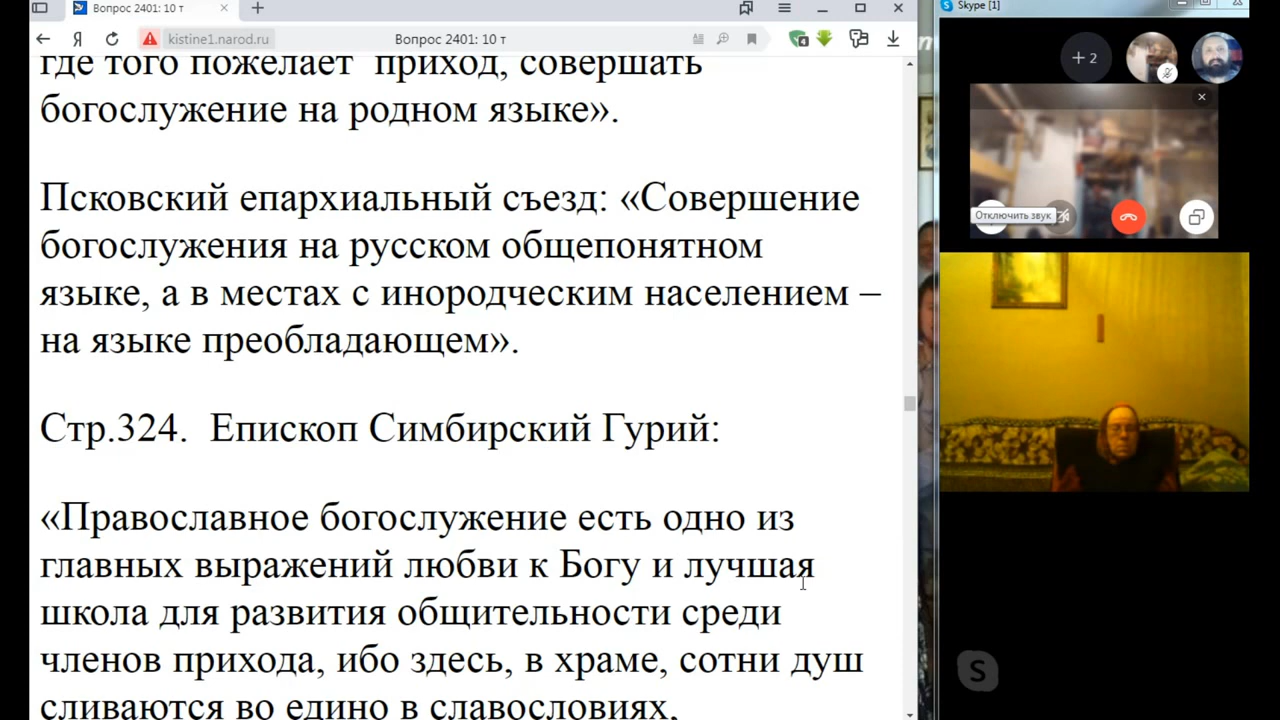 Вопрос 2401: 10 т
kistine1.narod.ru
Вопрос 2401: 10 т
4
где того пожелает приход, совершать
богослужение на родном языке».
Псковский епархиальный съезд: «Совершение
богослужения на русском общепонятном
языке, а в местах с инородческим населением –
на языке преобладающем».
Стр.324. Епископ Симбирский Гурий:
«Православное богослужение есть одно из
главных выражений любви к Богу и лучшая
школа для развития общительности среди
членов прихода, ибо здесь, в храме, сотни душ
сливаются во едино в славословиях,
Skype [1]
+2
Отключить звук